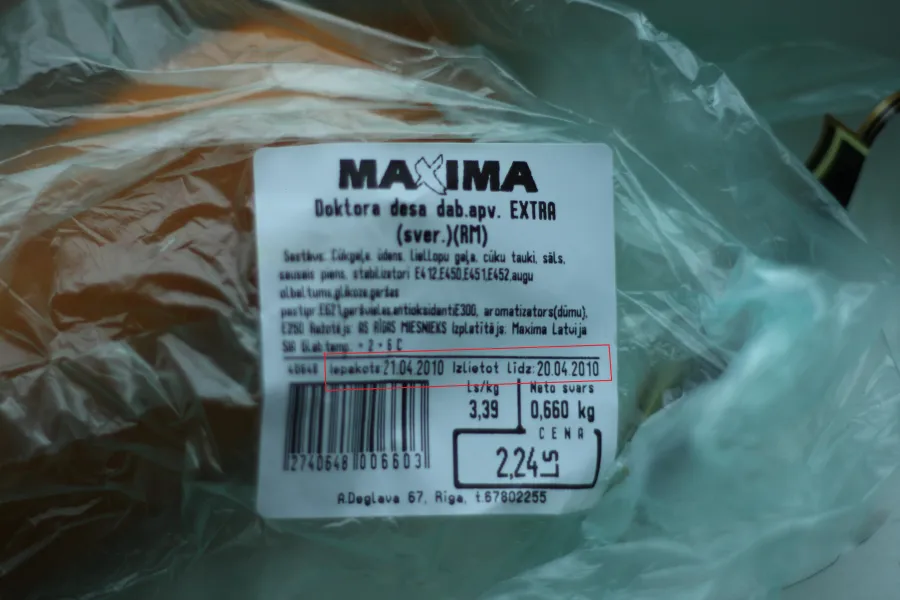 MAXIMA
Doktora desa dab.apv. EXTRA
(sver.)(RM)
Sastāvs: Cūkgaļa, ūdens, liellopu gaļa, cūku tauki, sāls,
sausais piens, stabilizatori E412,E450,E451,E452,augu
olbaltums,glikoze,garšas
pastipr.E621,garšvielas,antioksidantiE300, aromatizators(dūmu),
E250 Ražotājs: AS RĪGAS MIESNIEKS Izplatītājs: Maxima Latvija
SIA Glab.temp. + 2 + 6 C
40648 Iepakots 21.04.2010 Izlietot Līdz: 20.04.2010
Ls/kg Neto svars
3,39 0,660 kg
CENA
2,24 LS
2740648 006603
A.Deglava 67, Rīga, t.67802255